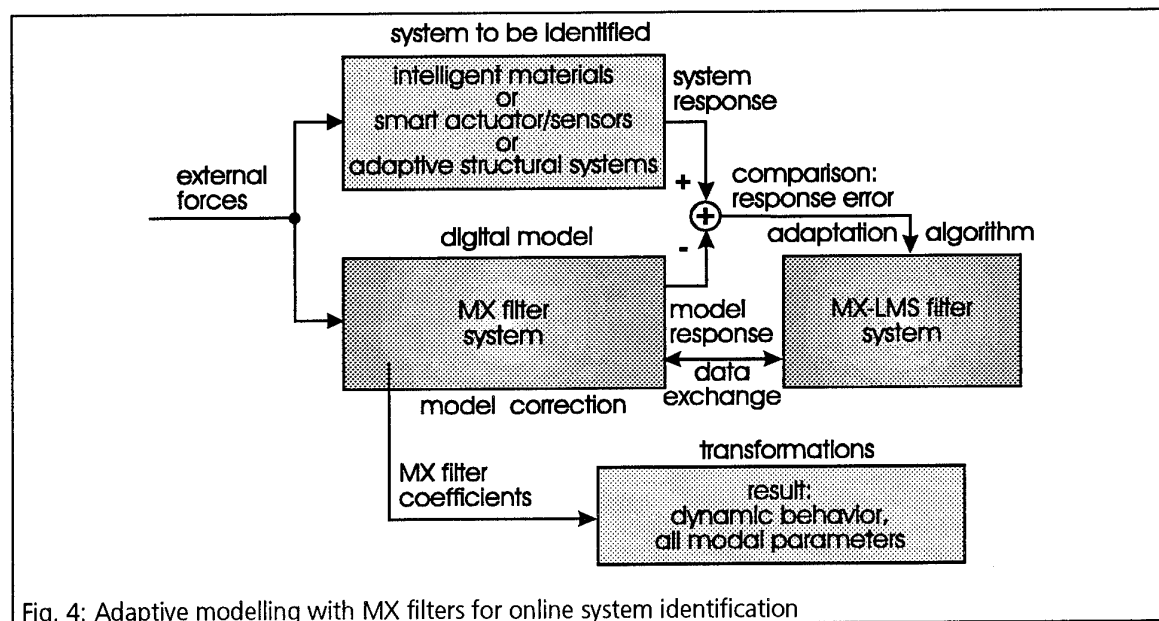 system to be identified
intelligent materials
or
smart actuator/sensors
or
adaptive structural systems
system
response
external
forces
+
+
-
comparison:
response error
adaptation algorithm
digital model
MX filter
system
model
response
data
exchange
MX-LMS filter
system
model correction
MX filter
coefficients
transformations
result:
dynamic behavior,
all modal parameters
Fig. 4: Adaptive modelling with MX filters for online system identification